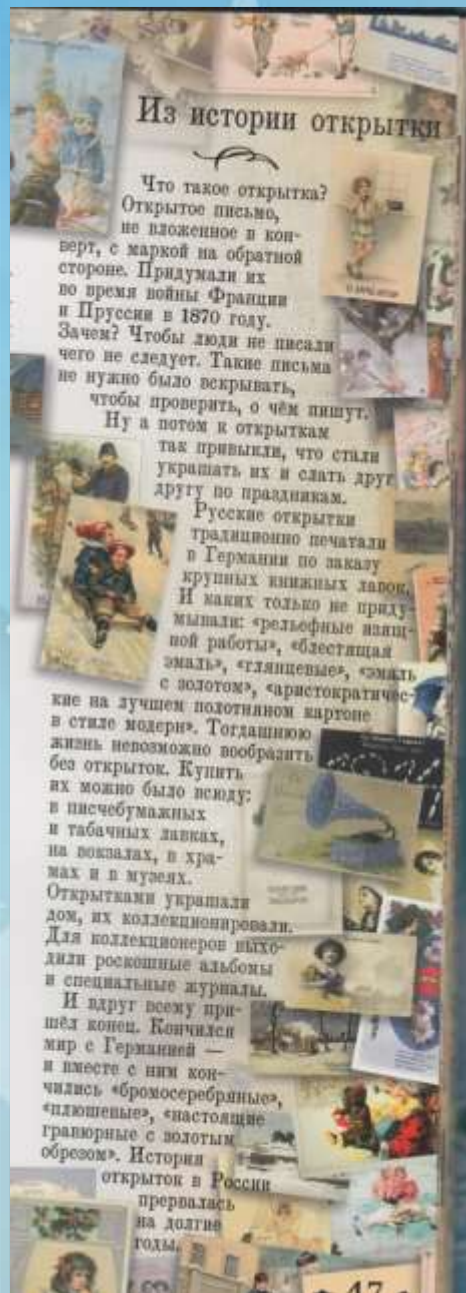 Из истории открытки
Что такое открытка?
Открытое письмо,
не вложенное в кон-
верт, с маркой на обратной
стороне. Придумали их
во время войны Франции
и Пруссии в 1870 году.
Зачем? Чтобы люди не писали
чего не следует. Такие письма
не нужно было вскрывать,
чтобы проверить, о чём пишут.
Ну а потом к открыткам
так привыкли, что стали
украшать их и слать друг
другу по праздникам.
Русские открытки
традиционно печатали
в Германии по заказу
крупных книжных лавок.
И каких только не приду-
мывали: «рельефные изящ-
ной работы», «блестящая
эмаль», «глянцевые», «эмаль
с золотом», «аристократичес-
кие на лучшем полотняном картоне
в стиле модерн». Тогдашнюю
жизнь невозможно вообразить
без открыток. Купить
их можно было всюду:
в писчебумажных
и табачных лавках,
на вокзалах, в хра-
мах и в музеях.
Открытками украшали
дом, их коллекционировали.
Для коллекционеров выхо-
дили роскошные альбомы
и специальные журналы.
И вдруг всему при-
шёл конец. Кончился
мир с Германией —
и вместе с ним кон-
чились «бромосеребряные»,
«плюшевые», «настоящие
гравюрные с золотым
обрезом». История
открыток в России
прервалась
на долгие
годы.
47